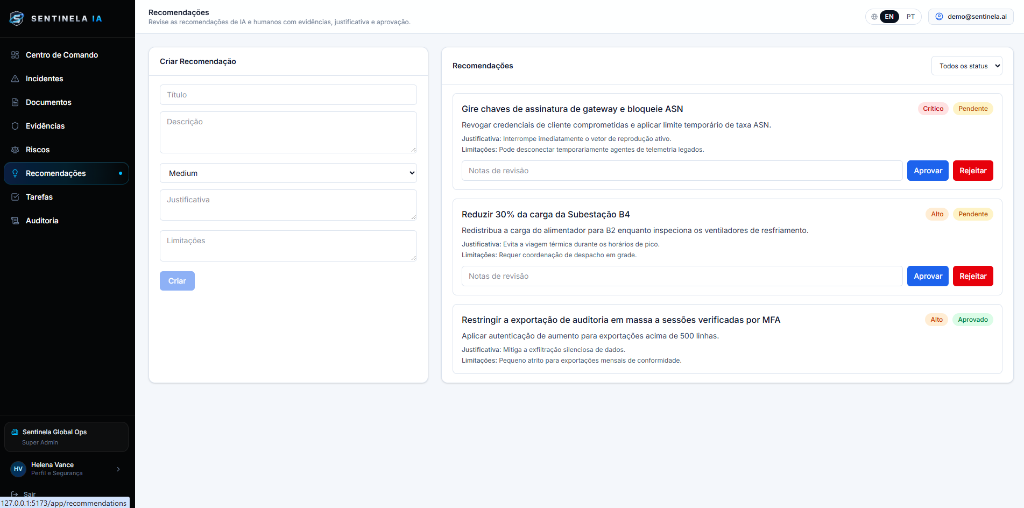 SENTINELA IA
Centro de Comando
Incidentes
Documentos
Evidências
Riscos
Recomendações
Tarefas
Auditoria
Sentinela Global Ops
Super Admin
HV
Helena Vance
Perfil e Segurança
Sair
127.0.0.1:5173/app/recommendations
Recomendações
Revise as recomendações de IA e humanos com evidências, justificativa e aprovação.
EN PT
demo@sentinela.ai
Criar Recomendação
Título
Descrição
Medium
Justificativa
Limitações
Criar
Recomendações
Todos os status
Gire chaves de assinatura de gateway e bloqueie ASN
Crítico Pendente
Revogar credenciais de cliente comprometidas e aplicar limite temporário de taxa ASN.
Justificativa: Interrompe imediatamente o vetor de reprodução ativo.
Limitações: Pode desconectar temporariamente agentes de telemetria legados.
Notas de revisão
Aprovar Rejeitar
Reduzir 30% da carga da Subestação B4
Alto Pendente
Redistribua a carga do alimentador para B2 enquanto inspeciona os ventiladores de resfriamento.
Justificativa: Evita a viagem térmica durante os horários de pico.
Limitações: Requer coordenação de despacho em grade.
Notas de revisão
Aprovar Rejeitar
Restringir a exportação de auditoria em massa a sessões verificadas por MFA
Alto Aprovado
Aplicar autenticação de aumento para exportações acima de 500 linhas.
Justificativa: Mitiga a exfiltração silenciosa de dados.
Limitações: Pequeno atrito para exportações mensais de conformidade.